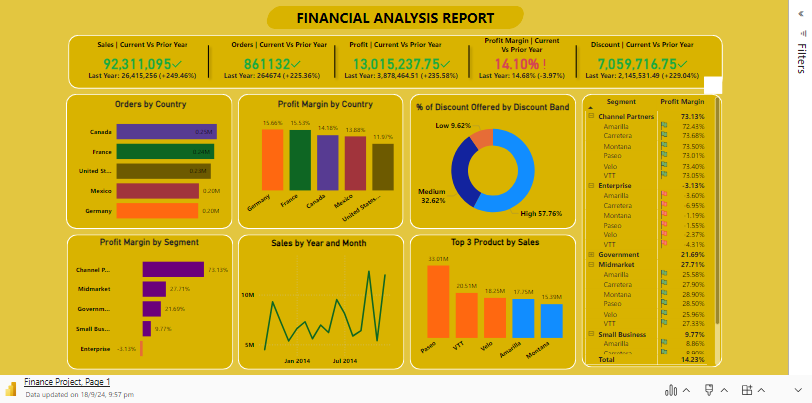 FINANCIAL ANALYSIS REPORT
Sales | Current Vs Prior Year
92,311,095✓
Last Year: 26,415,256 (+249.46%)
Orders | Current Vs Prior Year
861132✓
Last Year: 264674 (+225.36%)
Profit | Current Vs Prior Year
13,015,237.75✓
Last Year: 3,878,464.51 (+235.58%)
Profit Margin | Current
Vs Prior Year
14.10% !
Last Year: 14.68% (-3.97%)
Discount | Current Vs Prior Year
7,059,716.75✓
Last Year: 2,145,531.49 (+229.04%)
Filters
Orders by Country
Canada
France 0.24M
United St... 0.23M
Mexico 0.20M
Germany 0.20M
Profit Margin by Country
15.66%
15.53%
14.18%
13.88%
11.97%
Germany
France
Canada
Mexico
United States...
% of Discount Offered by Discount Band
Low 9.62%
Medium
32.62%
High 57.76%
Segment Profit Margin
Channel Partners 73.13%
Amarilla 72.43%
Carretera 73.68%
Montana 73.50%
Paseo 73.01%
Velo 73.40%
VTT 73.05%
Enterprise -3.13%
Amarilla 3.60%
Carretera -6.95%
Montana 1.19%
Paseo 1.55%
Velo 2.37%
VTT 4.31%
Government 21.69%
Midmarket 27.71%
Amarilla 25.58%
Carretera 27.90%
Montana 28.90%
Paseo 28.50%
Velo 25.96%
VTT 27.33%
Small Business 9.77%
Amarilla 8.86%
Carretera 8.90%
Total 14.23%
Profit Margin by Segment
Channel P... 73.13%
Midmarket 27.71%
Governm... 21.69%
Small Bus... 9.77%
Enterprise -3.13%
Sales by Year and Month
10M
5M
Jan 2014
Jul 2014
Top 3 Product by Sales
33.01M
20.51M
18.25M
17.75M
15.39M
Paseo
VTT
Velo
Amarilla
Montana
Finance Project, Page 1
Data updated on 18/9/24, 9:57 pm